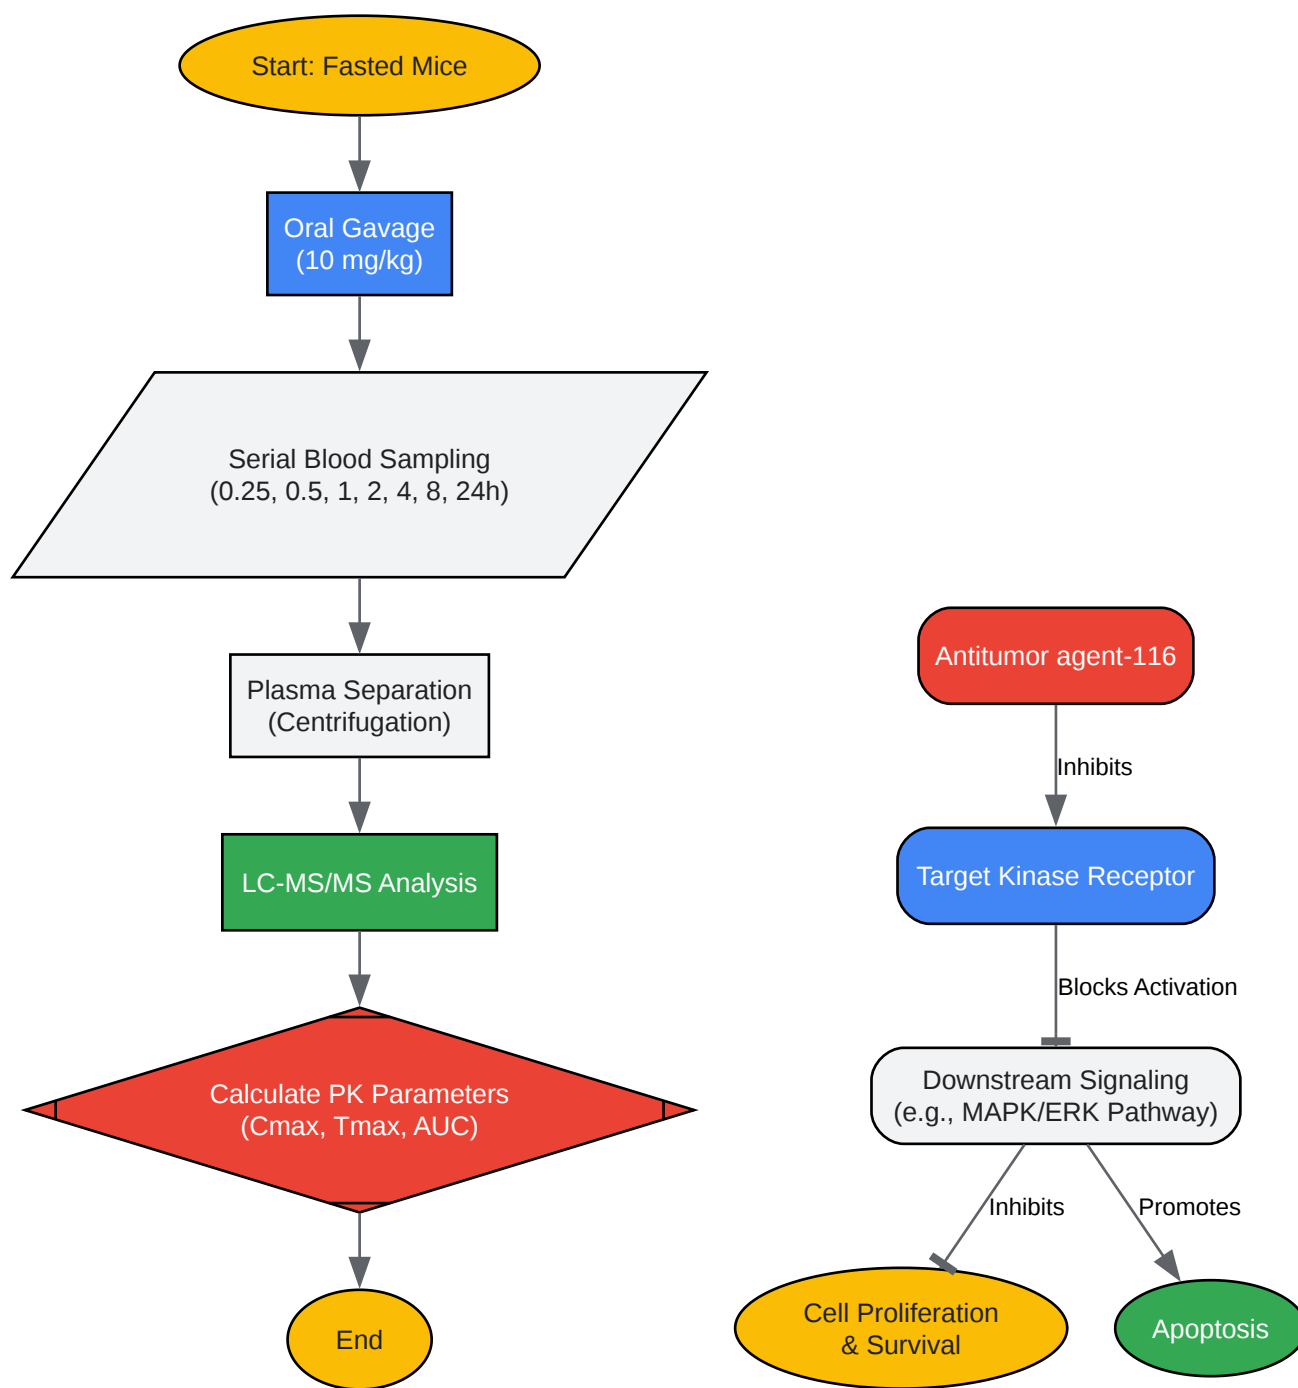 Start: Fasted Mice
Oral Gavage
(10 mg/kg)
Serial Blood Sampling
(0.25, 0.5, 1, 2, 4, 8, 24h)
Plasma Separation
(Centrifugation)
LC-MS/MS Analysis
Calculate PK Parameters
(Cmax, Tmax, AUC)
End
Antitumor agent-116
Inhibits
Target Kinase Receptor
Blocks Activation
Downstream Signaling
(e.g., MAPK/ERK Pathway)
Inhibits
Promotes
Cell Proliferation
& Survival
Apoptosis